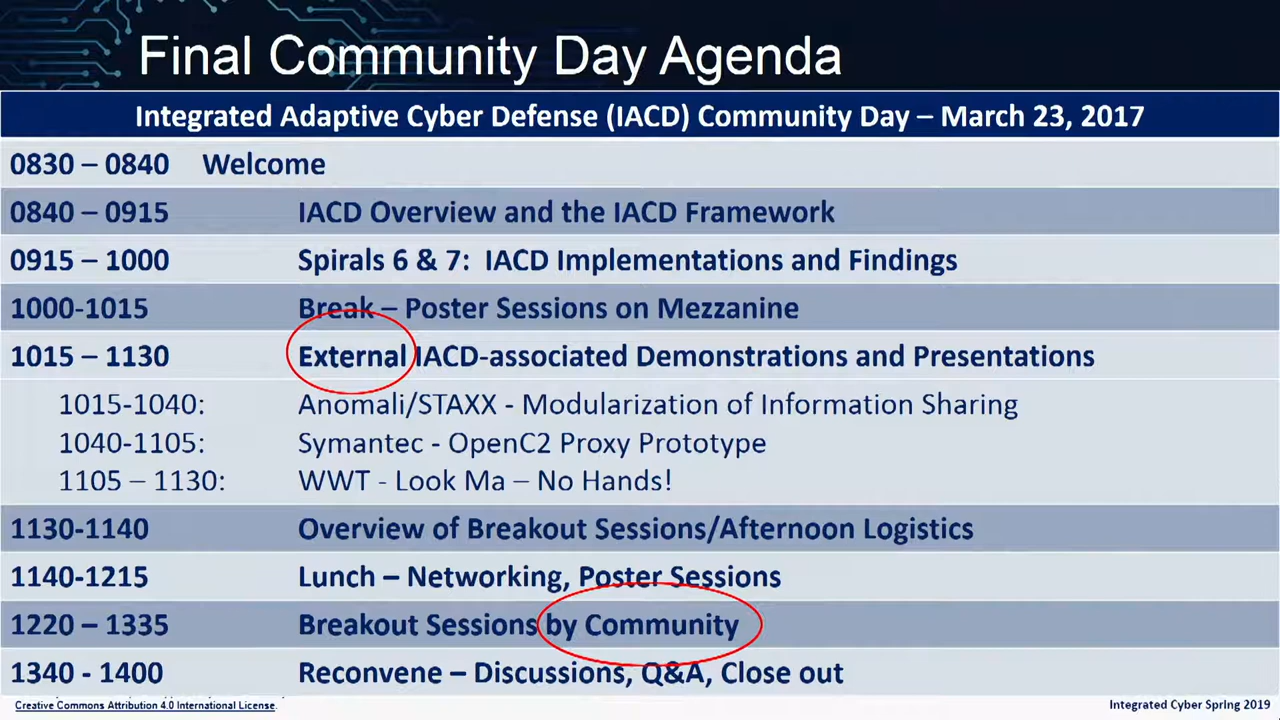 Final Community Day Agenda
Integrated Adaptive Cyber Defense (IACD) Community Day – March 23, 2017
0830 – 0840 Welcome
0840 – 0915 IACD Overview and the IACD Framework
0915 – 1000 Spirals 6 & 7: IACD Implementations and Findings
1000-1015 Break – Poster Sessions on Mezzanine
1015 – 1130 External IACD-associated Demonstrations and Presentations
1015-1040: Anomali/STAXX - Modularization of Information Sharing
1040-1105: Symantec - OpenC2 Proxy Prototype
1105 – 1130: WWT - Look Ma – No Hands!
1130-1140 Overview of Breakout Sessions/Afternoon Logistics
1140-1215 Lunch – Networking, Poster Sessions
1220 – 1335 Breakout Sessions by Community
1340 - 1400 Reconvene – Discussions, Q&A, Close out
Creative Commons Attribution 4.0 International License.
Integrated Cyber Spring 2019